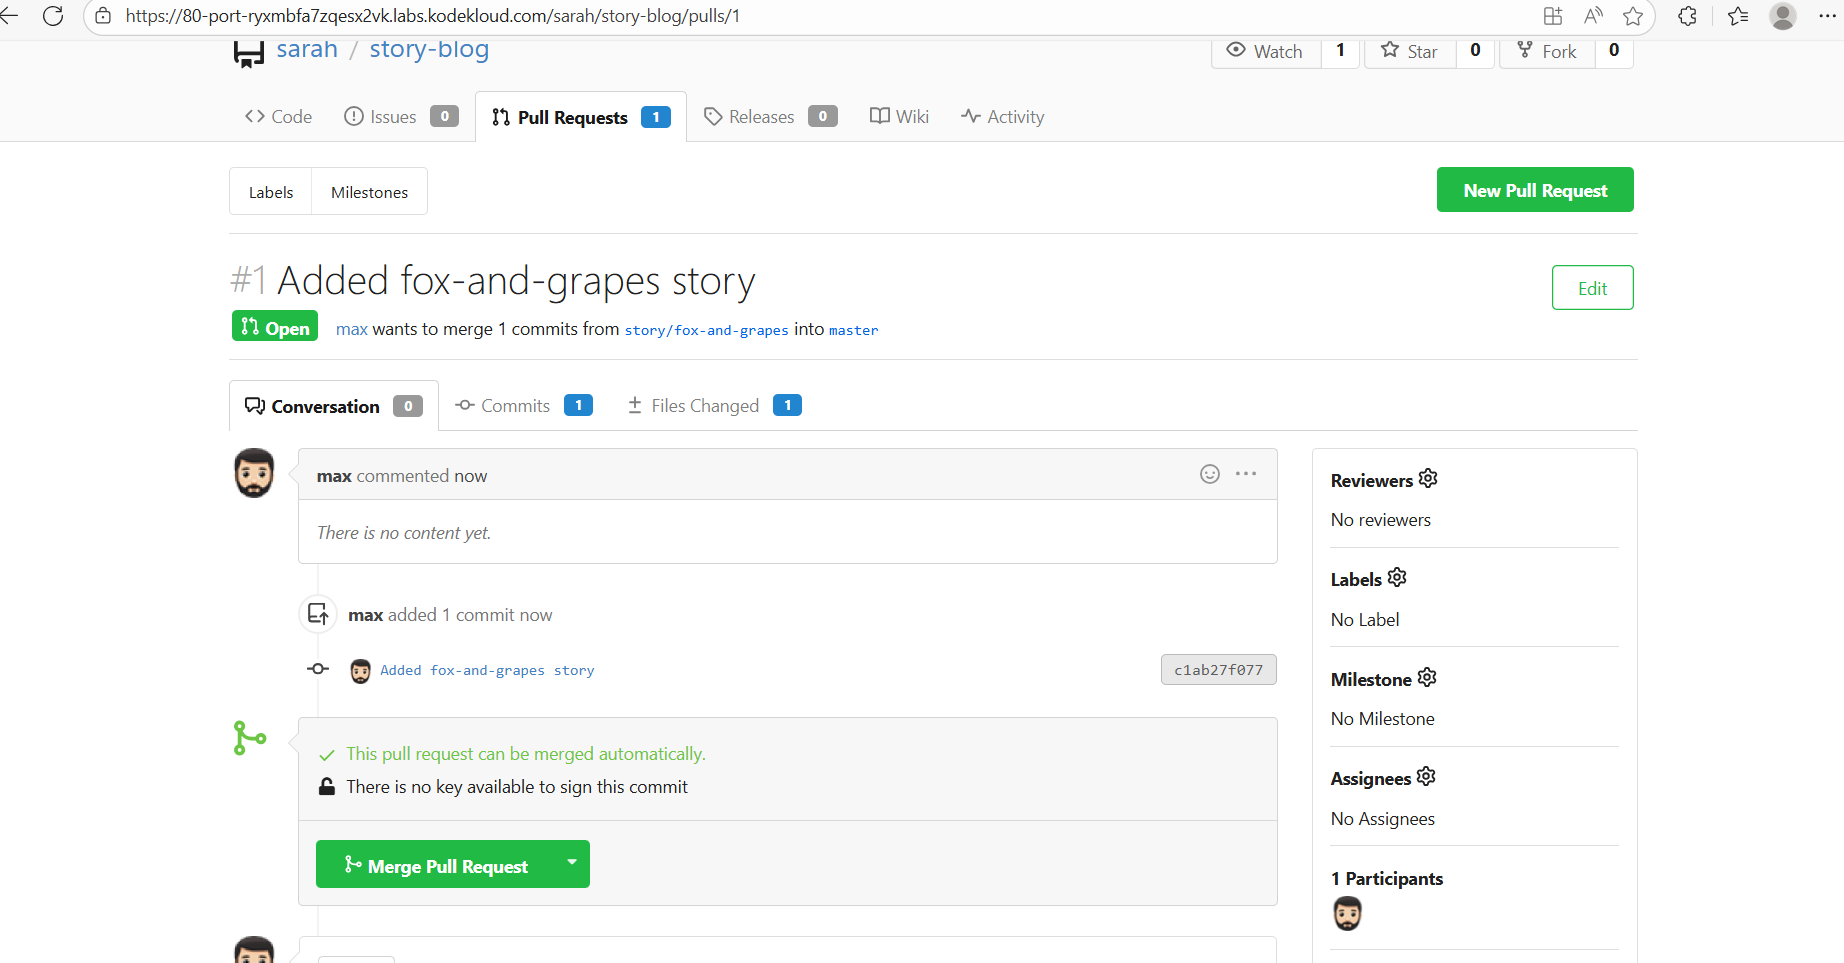 https://80-port-ryxmbfa7zqesx2vk.labs.kodekloud.com/sarah/story-blog/pulls/1
sarah / story-blog
Watch 1 Star 0 Fork 0
Code Issues 0 Pull Requests 1 Releases 0 Wiki Activity
Labels Milestones New Pull Request
#1 Added fox-and-grapes story Edit
Open max wants to merge 1 commits from story/fox-and-grapes into master
Conversation 0 Commits 1 Files Changed 1
max commented now
There is no content yet.
max added 1 commit now
Added fox-and-grapes story c1ab27f077
This pull request can be merged automatically.
There is no key available to sign this commit
Merge Pull Request
Reviewers
No reviewers
Labels
No Label
Milestone
No Milestone
Assignees
No Assignees
1 Participants